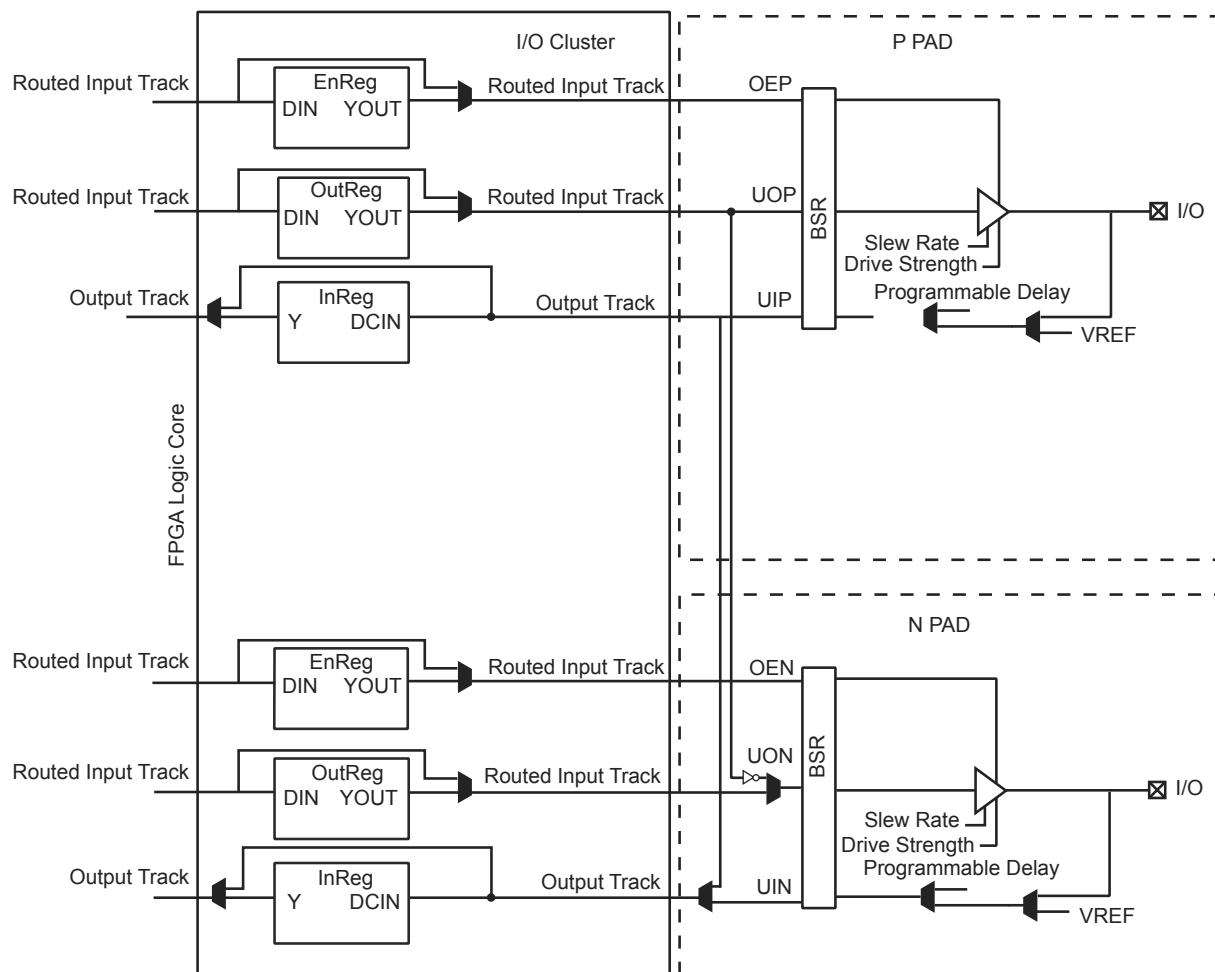 I/O Cluster
P PAD
Routed Input Track
EnReg
DIN YOUT
Routed Input Track
OEP
Routed Input Track
OutReg
DIN YOUT
Routed Input Track
UOP
BSR
I/O
Slew Rate
Drive Strength
Output Track
InReg
Y DCIN
Output Track
UIP
Programmable Delay
VREF
FPGA Logic Core
N PAD
Routed Input Track
EnReg
DIN YOUT
Routed Input Track
OEN
Routed Input Track
OutReg
DIN YOUT
Routed Input Track
UON
BSR
I/O
Slew Rate
Drive Strength
Programmable Delay
Output Track
InReg
Y DCIN
Output Track
UIN
VREF